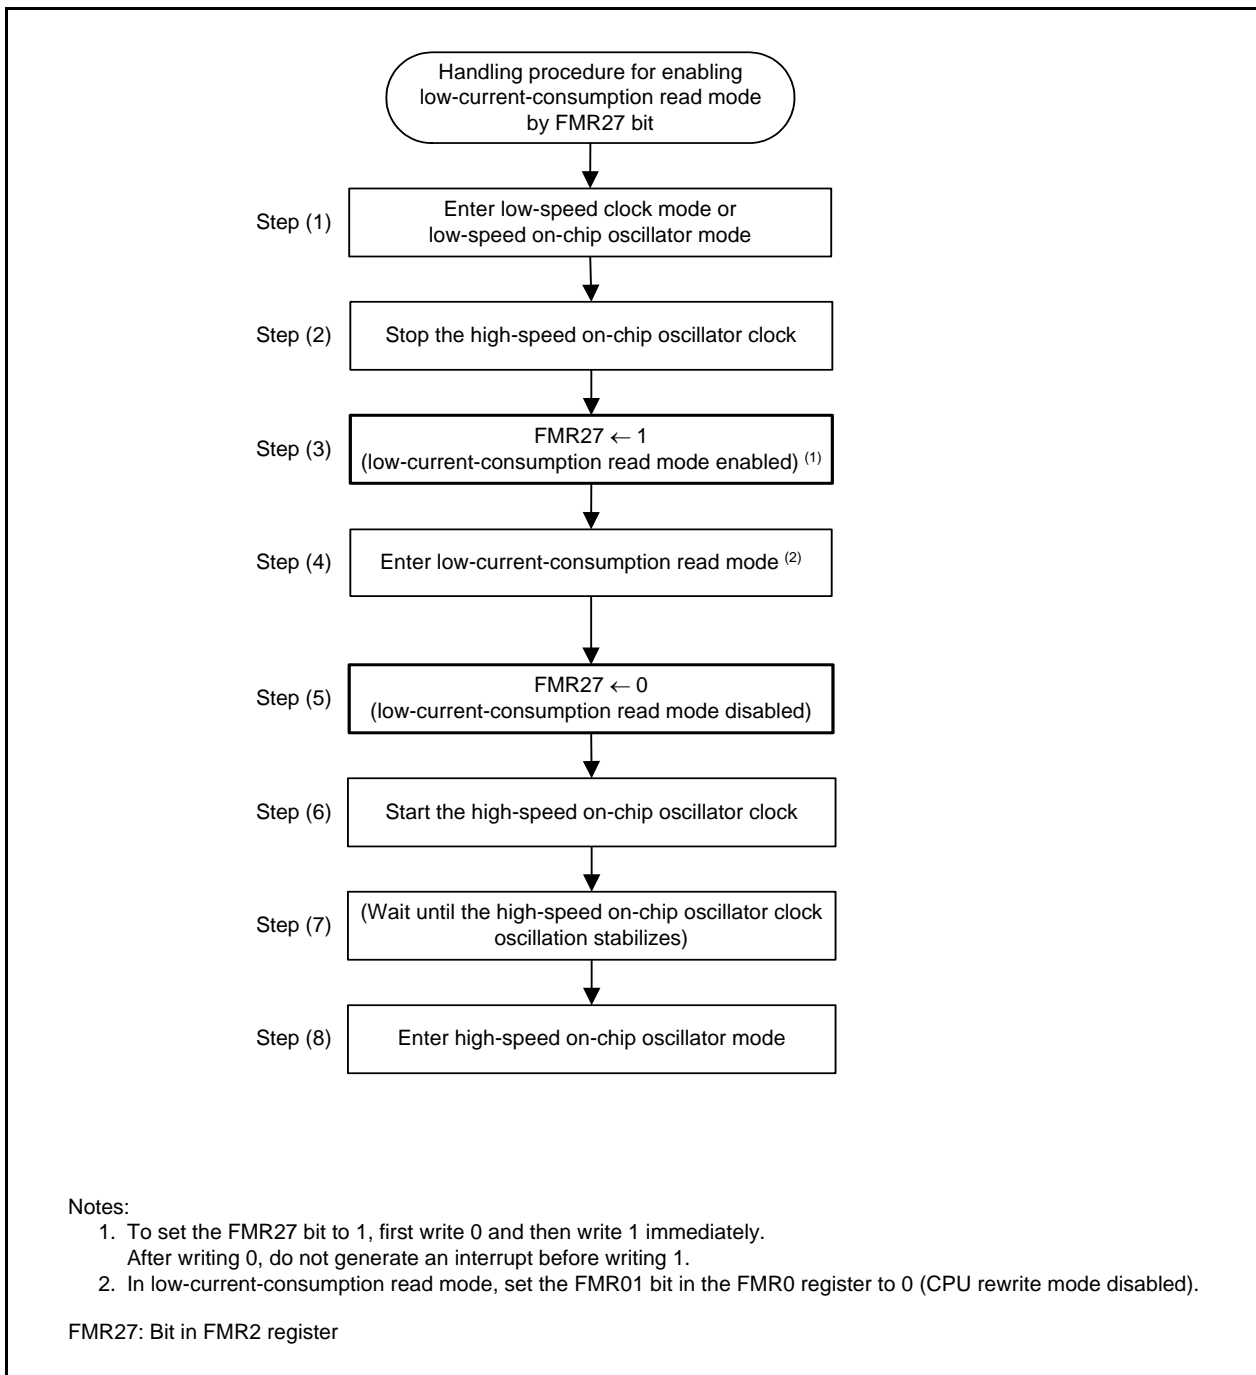 Handling procedure for enabling
low-current-consumption read mode
by FMR27 bit
Step (1)
Enter low-speed clock mode or
low-speed on-chip oscillator mode
Step (2)
Stop the high-speed on-chip oscillator clock
Step (3)
FMR27 ← 1
(low-current-consumption read mode enabled) (1)
Step (4)
Enter low-current-consumption read mode (2)
Step (5)
FMR27 ← 0
(low-current-consumption read mode disabled)
Step (6)
Start the high-speed on-chip oscillator clock
Step (7)
(Wait until the high-speed on-chip oscillator clock
oscillation stabilizes)
Step (8)
Enter high-speed on-chip oscillator mode
Notes:
1. To set the FMR27 bit to 1, first write 0 and then write 1 immediately.
After writing 0, do not generate an interrupt before writing 1.
2. In low-current-consumption read mode, set the FMR01 bit in the FMR0 register to 0 (CPU rewrite mode disabled).
FMR27: Bit in FMR2 register